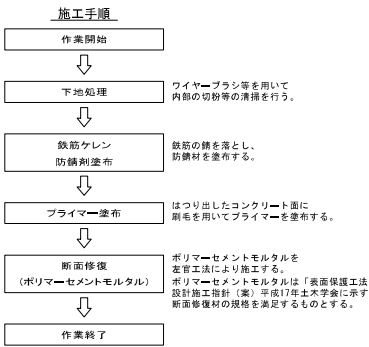 施工手順
作業開始
下地処理
ワイヤーブラシ等を用いて
内部の切粉等の清掃を行う。
鉄筋ケレン
防錆剤塗布
鉄筋の錆を落とし、
防錆材を塗布する。
プライマー塗布
はつり出したコンクリート面に
刷毛を用いてプライマーを塗布する。
断面修復
(ポリマーセメントモルタル)
ポリマーセメントモルタルを
左官工法により施工する。
ポリマーセメントモルタルは「表面保護工法
設計施工指針（案）平成17年土木学会に示す
断面修復材の規格を満足するものとする。
作業終了